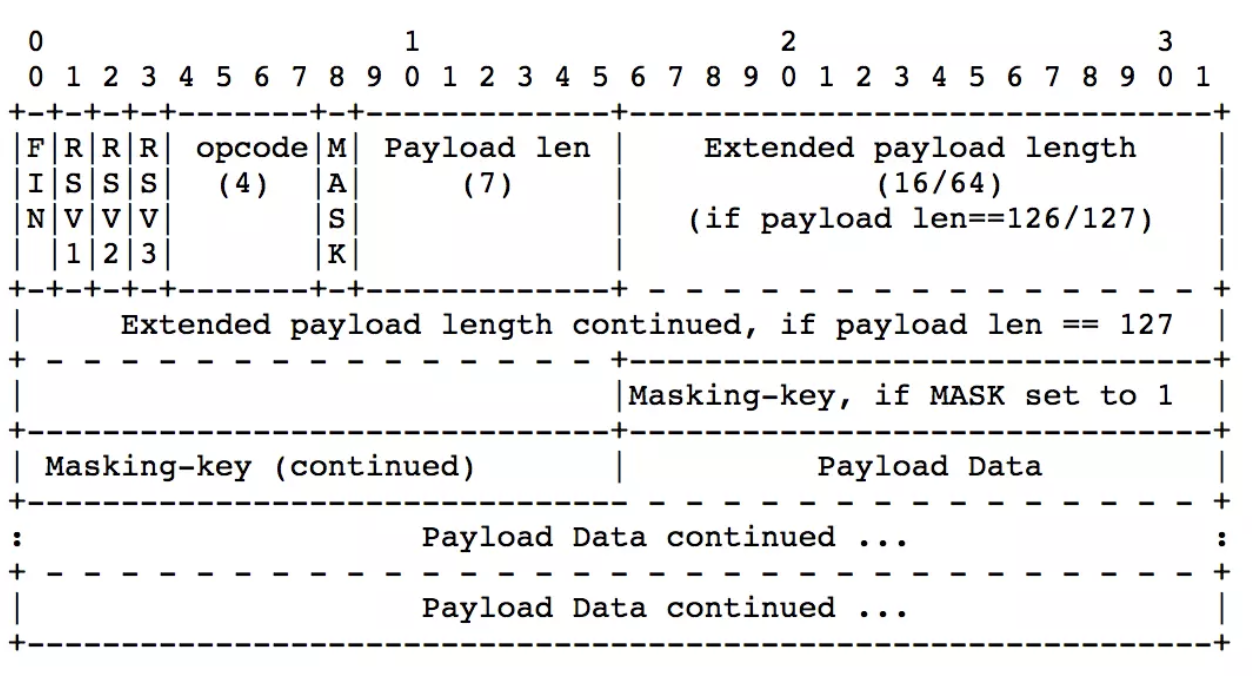 0                   1                   2                   3
      0 1 2 3 4 5 6 7 8 9 0 1 2 3 4 5 6 7 8 9 0 1 2 3 4 5 6 7 8 9 0 1
     +-+-+-+-+-------+-+-------------+-------------------------------+
     |F|R|R|R| opcode|M| Payload len |    Extended payload length    |
     |I|S|S|S|  (4)  |A|     (7)     |             (16/64)           |
     |N|V|V|V|       |S|             |   (if payload len==126/127)   |
     | |1|2|3|       |K|             |                               |
     +-+-+-+-+-------+-+-------------+ - - - - - - - - - - - - - - - +
     |     Extended payload length continued, if payload len == 127  |
     + - - - - - - - - - - - - - - - +-------------------------------+
     |                               |Masking-key, if MASK set to 1  |
     +-------------------------------+-------------------------------+
     | Masking-key (continued)       |          Payload Data         |
     +-------------------------------- - - - - - - - - - - - - - - - +
     :                     Payload Data continued ...                :
     + - - - - - - - - - - - - - - - - - - - - - - - - - - - - - - - +
     |                     Payload Data continued ...                |
     +---------------------------------------------------------------+